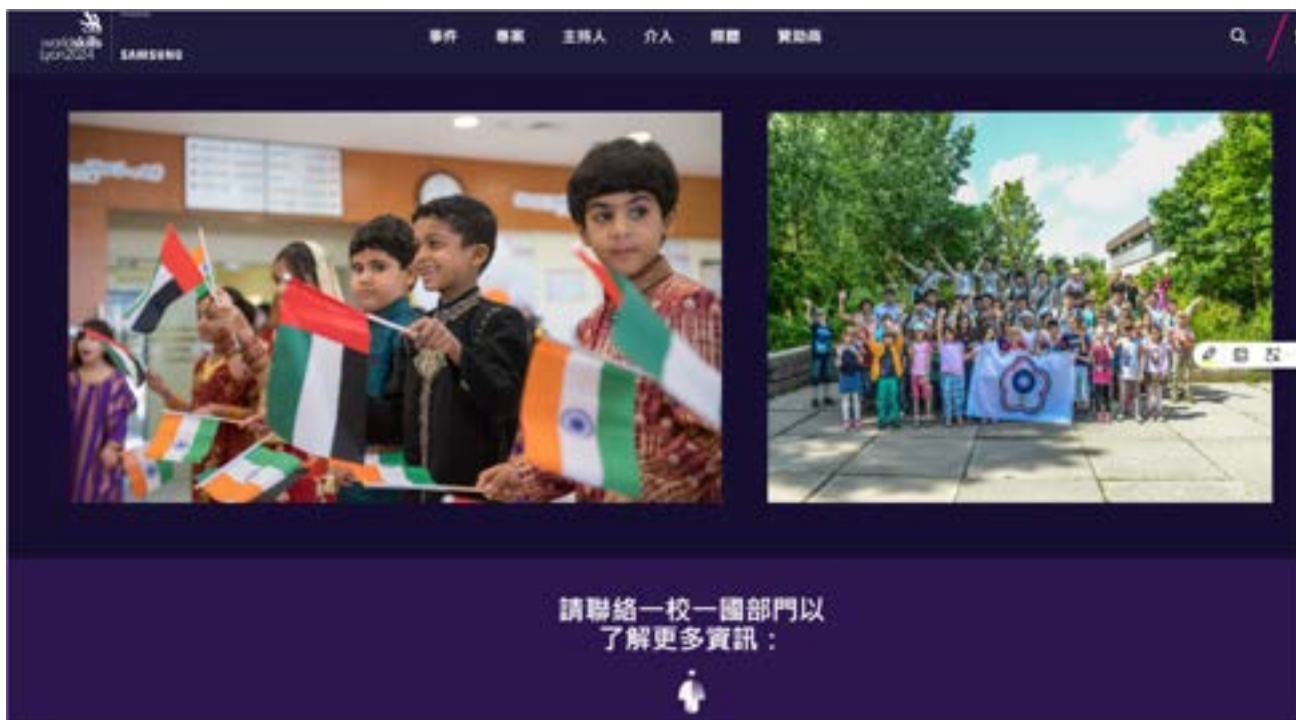 worldskills
Lyon2024
SAMSUNG
事件 專案 主持人 介入 媒體 贊助商
請聯絡一校一國部門以
了解更多資訊：